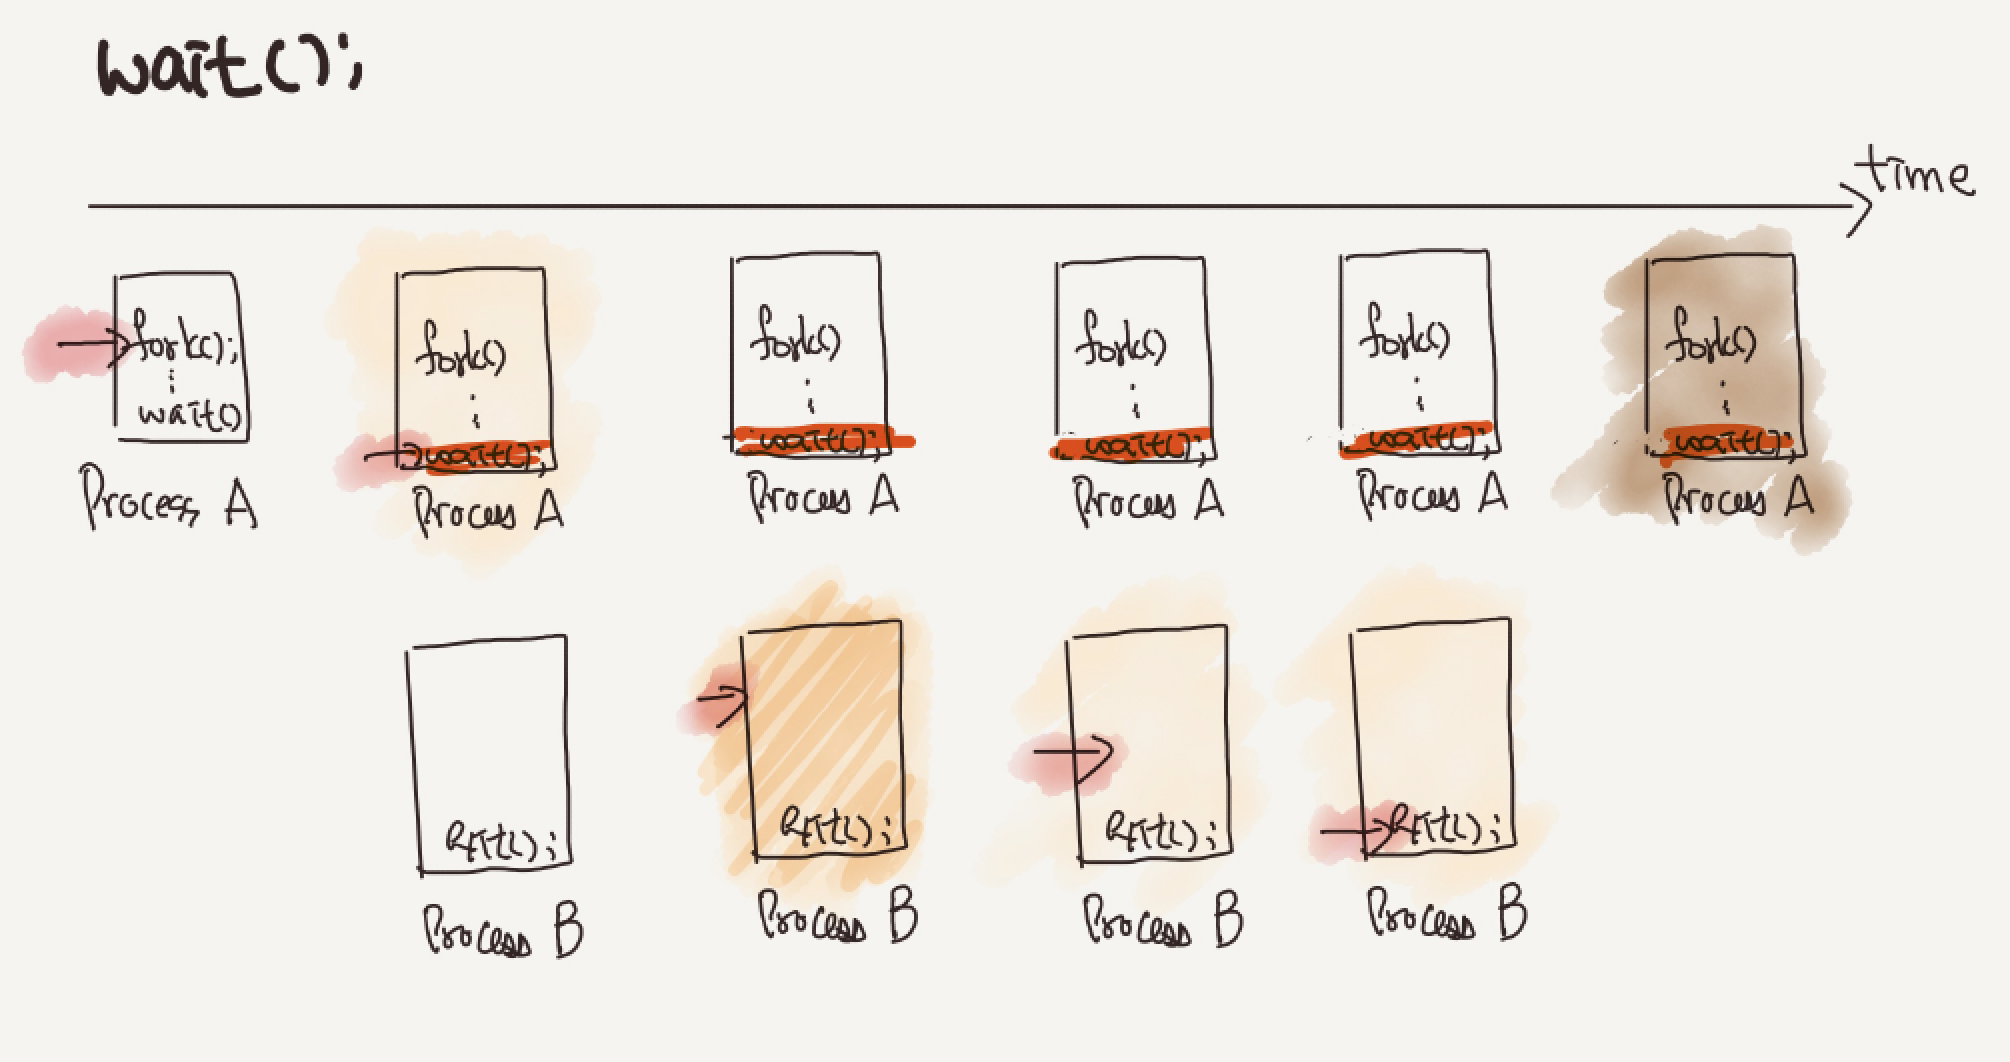 wait();
time
fork();
wait()
Process A
fork()
wait();
Process A
fork()
wait();
Process A
fork()
wait();
Process A
fork()
wait();
Process A
fork()
wait();
Process A
exit();
Process B
exit();
Process B
exit();
Process B
exit();
Process B